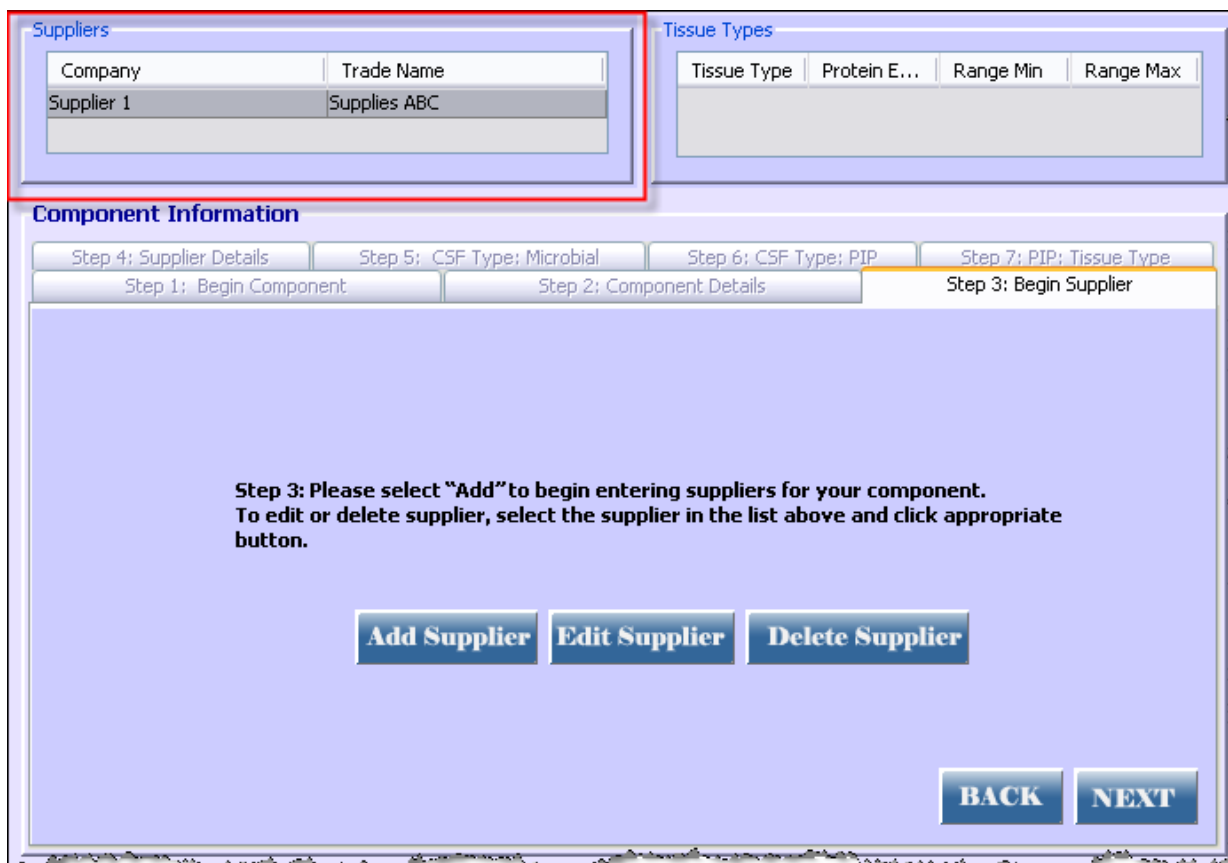 Suppliers
Company Trade Name
Supplier 1 Supplies ABC
Tissue Types
Tissue Type Protein E... Range Min Range Max
Component Information
Step 4: Supplier Details Step 5: CSF Type: Microbial Step 6: CSF Type: PIP Step 7: PIP: Tissue Type
Step 1: Begin Component Step 2: Component Details Step 3: Begin Supplier
Step 3: Please select “Add” to begin entering suppliers for your component.
To edit or delete supplier, select the supplier in the list above and click appropriate
button.
Add Supplier Edit Supplier Delete Supplier
BACK NEXT